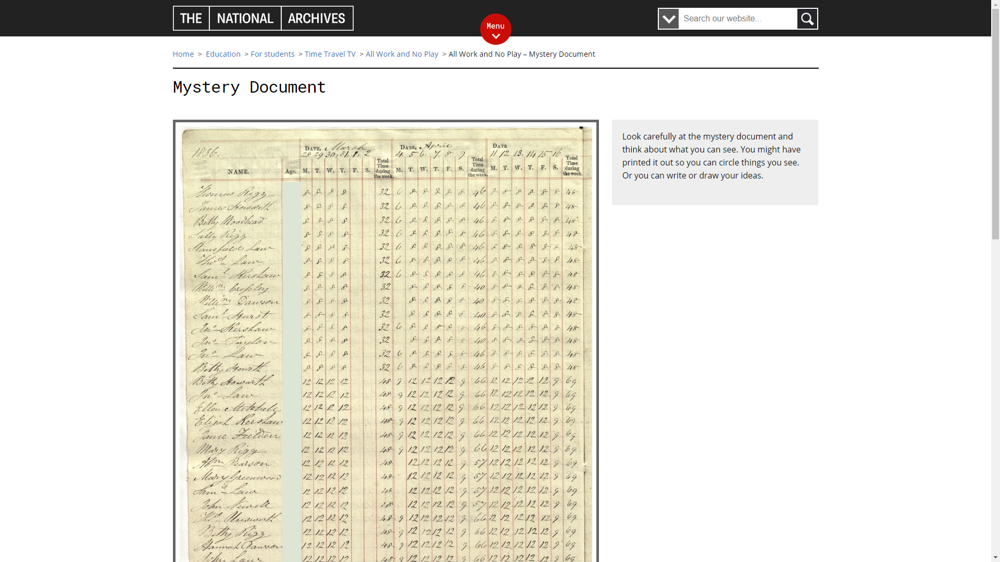 THE NATIONAL ARCHIVES
Menu
Search our website...
Home > Education > For students > Time Travel TV > All Work and No Play > All Work and No Play – Mystery Document
Mystery Document
Look carefully at the mystery document and
think about what you can see. You might have
printed it out so you can circle things you see.
Or you can write or draw your ideas.
1836. DATE, March DATE, April DATE
28 29 30, 31, 1, 2 4 5 6 7 8 9 11 12 13 14 15 16
NAME. Age. M. T. W. T. F. S. Total Time during the week. M. T. W. T. F. S. Total Time during the week. M. T. W. T. F. S. Total Time during the week.
Thomas Rigg 8 8 8 8 32 6 8 8 8 8 8 46 8 8 8 8 8 8 48
James Howarth 8 8 8 8 32 6 8 8 8 8 8 46 8 8 8 8 8 8 48
Betty Woodhead 8 8 8 8 32 6 8 8 8 8 8 46 8 8 8 8 8 8 48
Sally Rigg 8 8 8 8 32 6 8 8 8 8 8 46 8 8 8 8 8 8 48
Stansfield Law 8 8 8 8 32 6 8 8 8 8 8 46 8 8 8 8 8 8 48
Thos Law 8 8 8 8 32 6 8 8 8 8 8 46 8 8 8 8 8 8 48
Saml Kershaw 8 8 8 8 32 6 8 8 8 8 8 46 8 8 8 8 8 8 48
Willim Crossley 8 8 8 8 32 8 8 8 8 8 40 8 8 8 8 8 8 48
Willim Dawson 8 8 8 8 32 8 8 8 8 8 40 8 8 8 8 8 8 48
Saml Hurst 8 8 8 8 32 8 8 8 8 8 40 8 8 8 8 8 8 48
Jno Kershaw 8 8 8 8 32 6 8 8 8 8 8 46 8 8 8 8 8 8 48
Jno Taylor 8 8 8 8 32 8 8 8 8 8 40 8 8 8 8 8 8 48
Jno Law 8 8 8 8 32 6 8 8 8 8 8 46 8 8 8 8 8 8 48
Betty Howarth 8 8 8 8 32 6 8 8 8 8 8 46 8 8 8 8 8 8 48
Betty Howarth 12 12 12 12 48 9 12 12 12 12 9 66 12 12 12 12 12 9 69
Jno Law 12 12 12 12 48 9 12 12 12 12 9 66 12 12 12 12 12 9 69
Ellen Mitchell 12 12 12 12 48 9 12 12 12 12 9 66 12 12 12 12 12 9 69
Elijah Kershaw 12 12 12 12 48 9 12 12 12 12 9 66 12 12 12 12 12 9 69
Jame Fielden 12 12 12 12 48 9 12 12 12 12 9 66 12 12 12 12 12 9 69
Mary Rigg 12 12 12 12 48 9 12 12 12 12 9 66 12 12 12 12 12 9 69
Abm Pearson 12 12 12 12 48 12 12 12 12 9 57 12 12 12 12 12 9 69
Mary Greenwood 12 12 12 12 48 12 12 12 12 9 57 12 12 12 12 12 9 69
Saml Law 12 12 12 12 48 12 12 12 12 9 57 12 12 12 12 12 9 69
John Newell 12 12 12 12 48 12 12 12 12 9 57 12 12 12 12 12 9 69
Thos Unsworth 12 12 12 12 48 9 12 12 12 12 9 66 12 12 12 12 12 9 69
Betty Rigg 12 12 12 12 48 9 12 12 12 12 9 66 12 12 12 12 12 9 69
Hannah Dawson 12 12 12 12 48 9 12 12 12 12 9 66 12 12 12 12 12 9 69
John Law 12 12 12 12 48 9 12 12 12 12 9 66 12 12 12 12 12 9 69